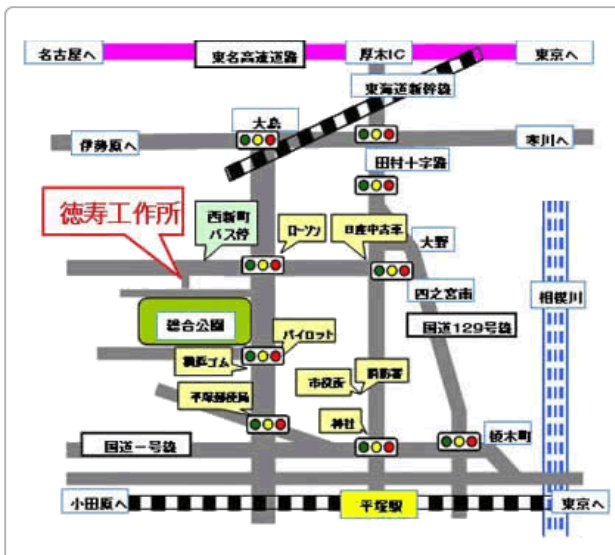 名古屋へ
東名高速道路
厚木IC
東京へ
東海道新幹線
大島
伊勢原へ
寒川へ
田村十字路
徳寿工作所
西新町
バス停
ローソン
日産中古車
大野
四之宮南
相模川
総合公園
国道129号線
パイロット
横浜ゴム
市役所
消防署
平塚郵便局
神社
国道一号線
榎木町
小田原へ
平塚駅
東京へ